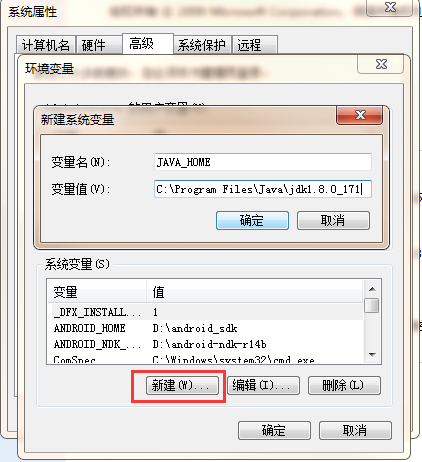 系统属性
计算机名 硬件 高级 系统保护 远程
环境变量
新建系统变量
变量名(N): JAVA_HOME
变量值(V): C:\Program Files\Java\jdk1.8.0_171
确定 取消
系统变量(S)
变量 值
_DFX_INSTALL... 1
ANDROID_HOME D:\android_sdk
ANDROID_NDK_... D:\android-ndk-r14b
ComSpec C:\Windows\system32\cmd.exe
新建(W)... 编辑(I)... 删除(L)
确定 取消